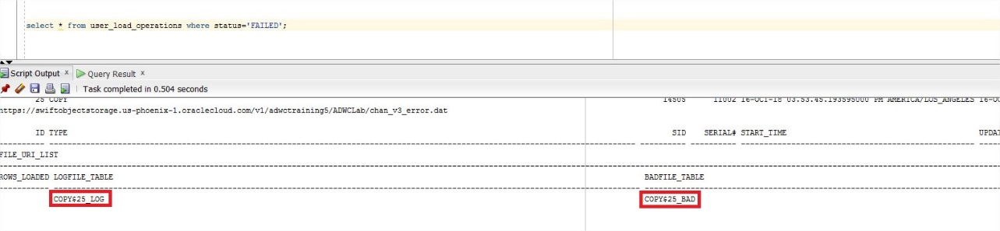 select * from user_load_operations where status='FAILED';
Script Output x Query Result x
Task completed in 0.504 seconds
25 COPY 14505 11002 16-OCT-18 03.53.45.193595000 PM AMERICA/LOS_ANGELES 16-OC
https://swiftobjectstorage.us-phoenix-1.oraclecloud.com/v1/adwctraining5/ADWCLab/chan_v3_error.dat
ID TYPE SID SERIAL# START_TIME UPDAT
FILE_URI_LIST
ROWS_LOADED LOGFILE_TABLE BADFILE_TABLE
COPY$25_LOG COPY$25_BAD